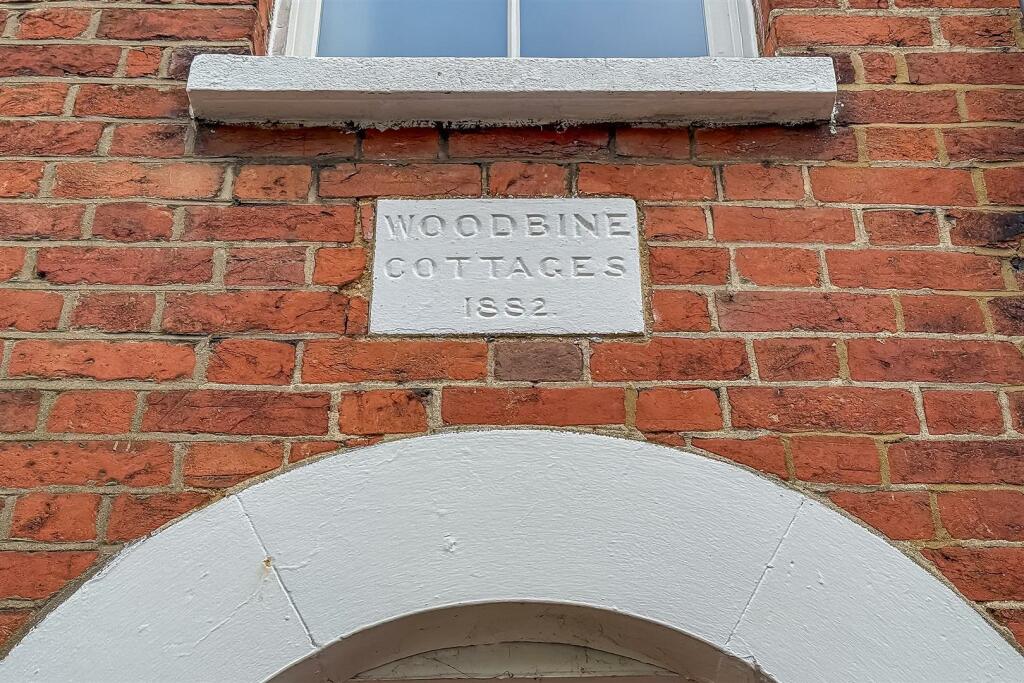 WOODBINE
COTTAGES
1882.